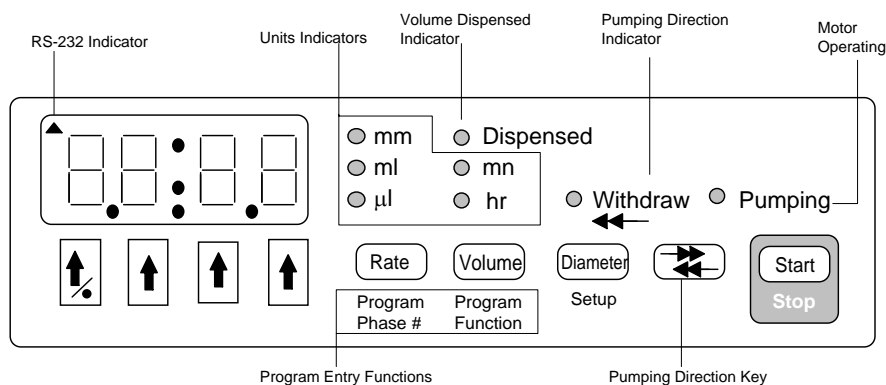 RS-232 Indicator
Units Indicators
Volume Dispensed
Indicator
Pumping Direction
Indicator
Motor
Operating
mm
Dispensed
ml
mn
μl
hr
Withdraw
Pumping
Rate
Volume
Diameter
Start
Program
Phase #
Program
Function
Setup
Stop
Program Entry Functions
Pumping Direction Key